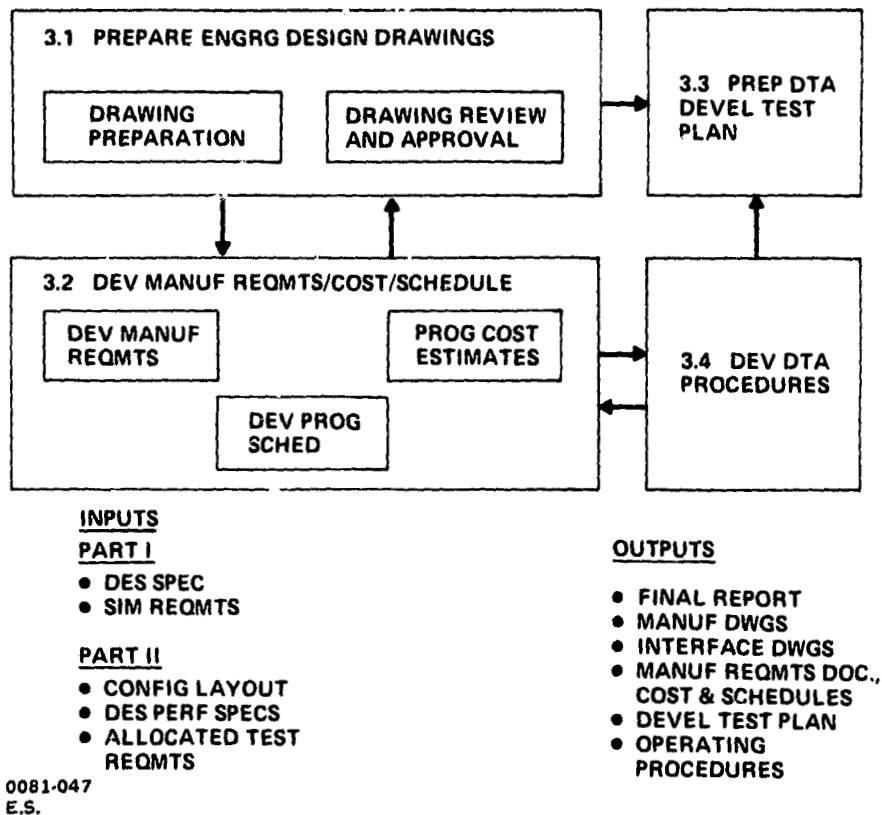 3.1 PREPARE ENGRG DESIGN DRAWINGS
DRAWING
PREPARATION
DRAWING REVIEW
AND APPROVAL
3.3 PREP DTA
DEVEL TEST
PLAN
3.2 DEV MANUF REQMTS/COST/SCHEDULE
DEV MANUF
REQMTS
PROG COST
ESTIMATES
DEV PROG
SCHED
3.4 DEV DTA
PROCEDURES
INPUTS
PART I
● DES SPEC
● SIM REQMTS
PART II
● CONFIG LAYOUT
● DES PERF SPECS
● ALLOCATED TEST
REQMTS
OUTPUTS
● FINAL REPORT
● MANUF DWGS
● INTERFACE DWGS
● MANUF REQMTS DOC.,
COST & SCHEDULES
● DEVEL TEST PLAN
● OPERATING
PROCEDURES
0081-047
E.S.